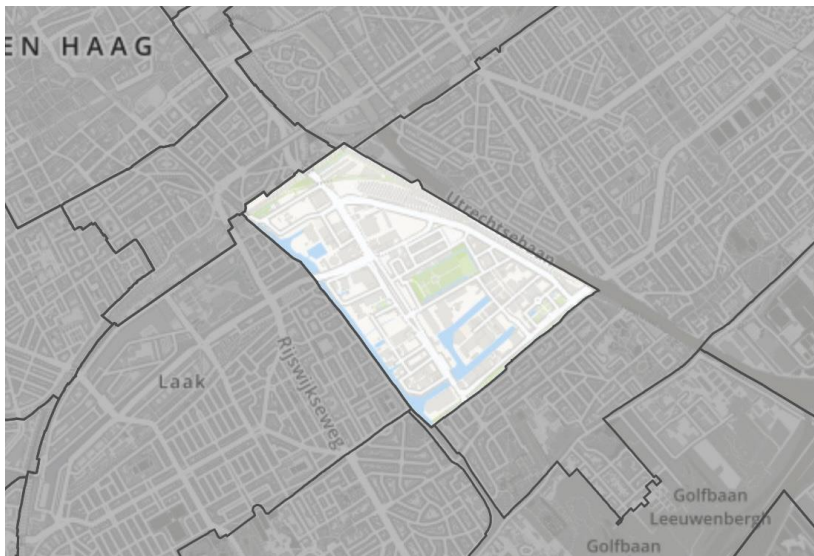 EN HAAG
Utrechtsebaan
Laak
Rijswijkseweg
Golfbaan
Leeuwenbergh
Golfbaan